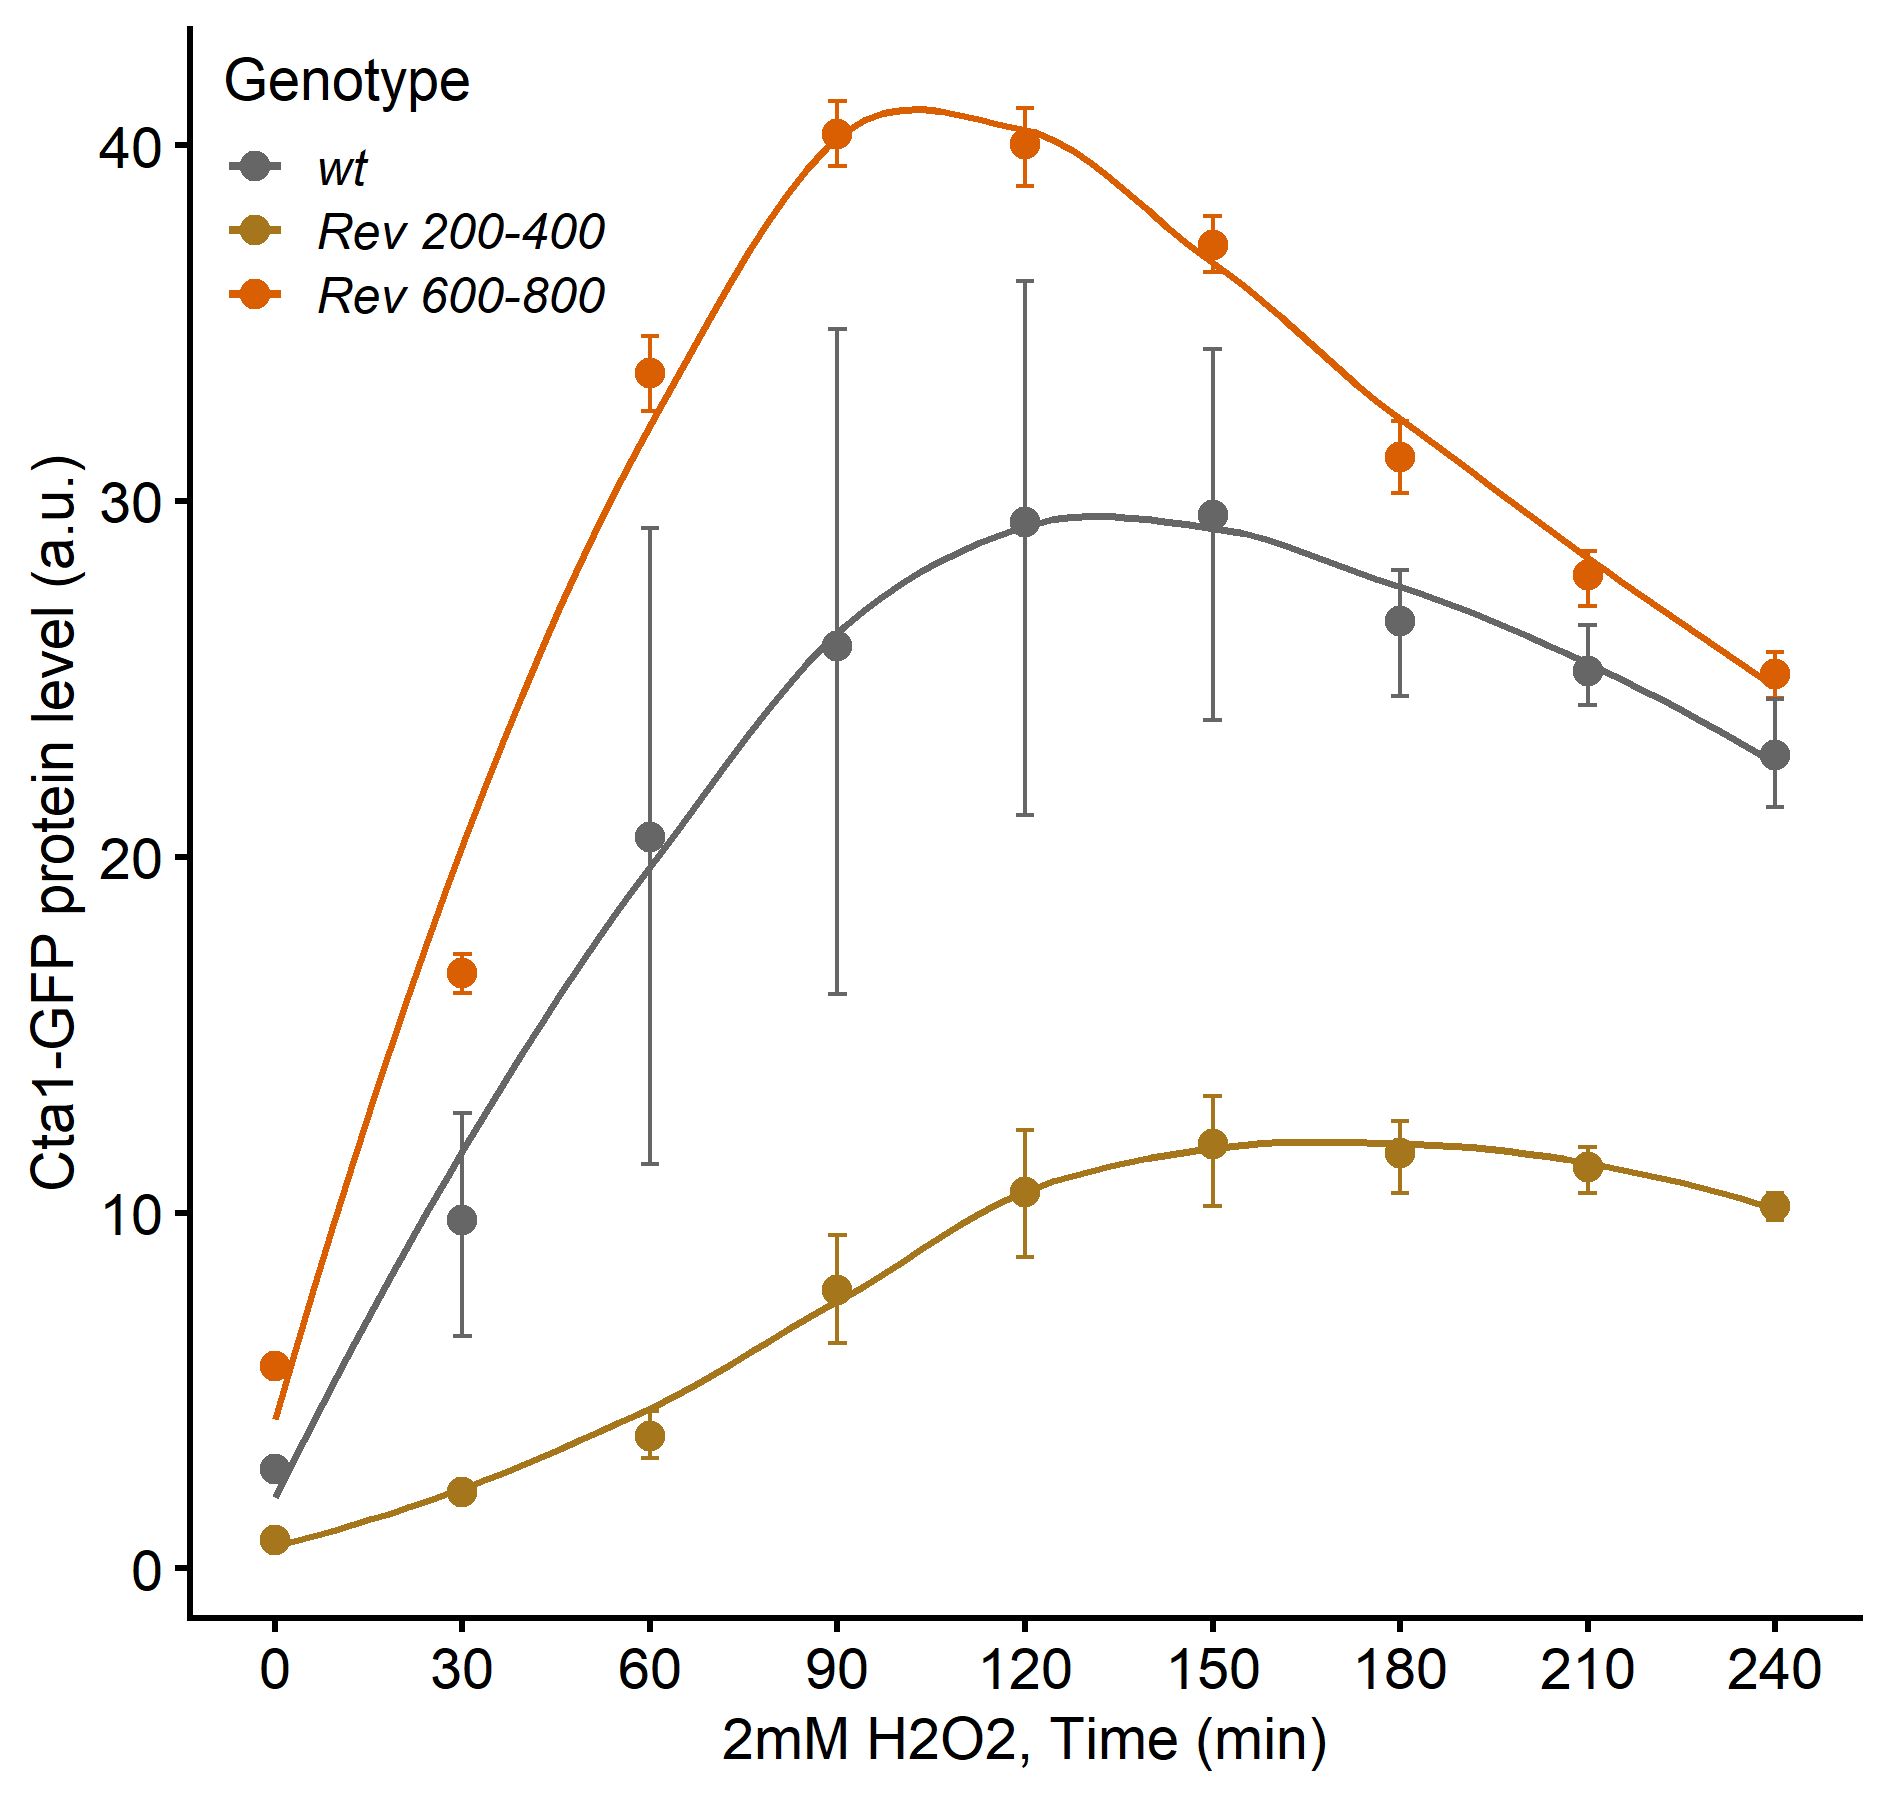 Genotype
wt
Rev 200-400
Rev 600-800
Cta1-GFP protein level (a.u.)
40
30
20
10
0
0 30 60 90 120 150 180 210 240
2mM H2O2, Time (min)